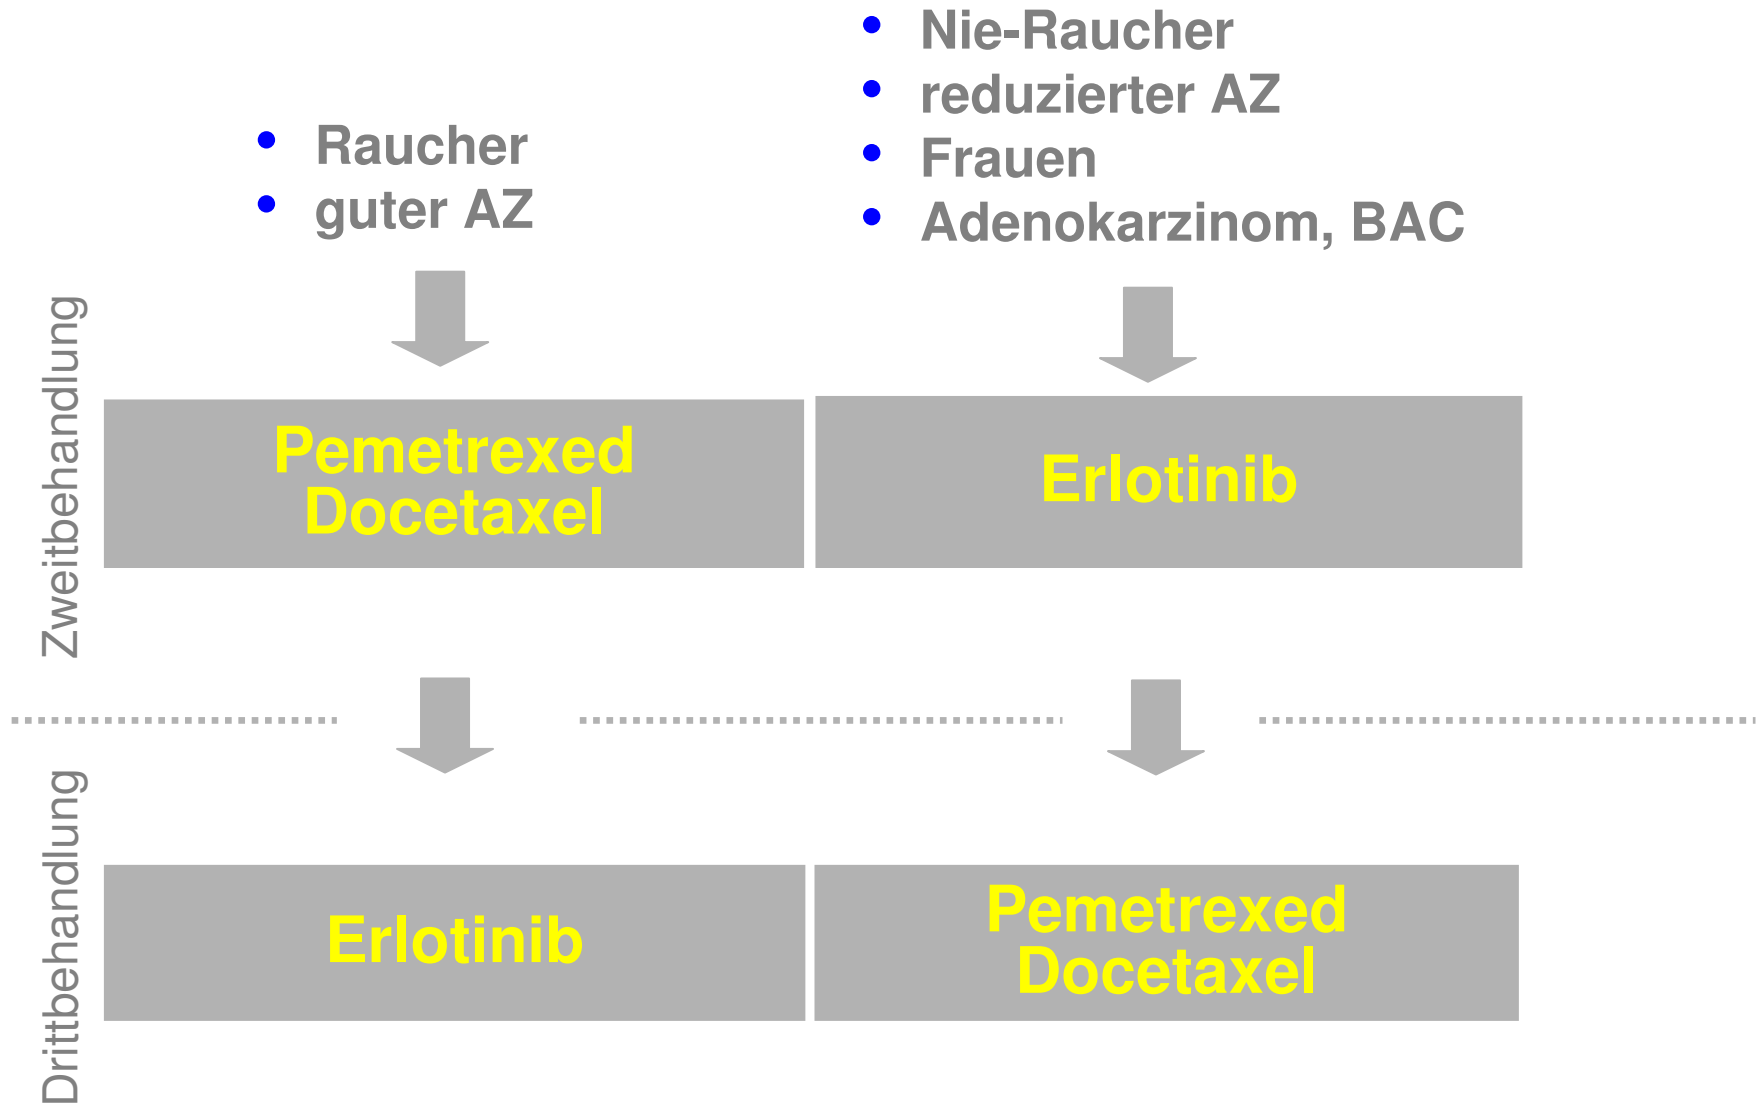 Raucher
guter AZ
Nie-Raucher
reduzierter AZ
Frauen
Adenokarzinom, BAC
Zweitbehandlung
Pemetrexed
Docetaxel
Erlotinib
Drittbehandlung
Erlotinib
Pemetrexed
Docetaxel